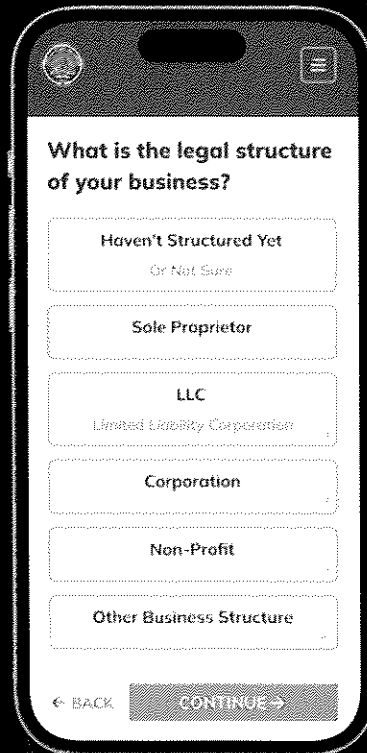 What is the legal structure
of your business?
Haven't Structured Yet
Or Not Sure
Sole Proprietor
LLC
Limited Liability Corporation
Corporation
Non-Profit
Other Business Structure
← BACK
CONTINUE →